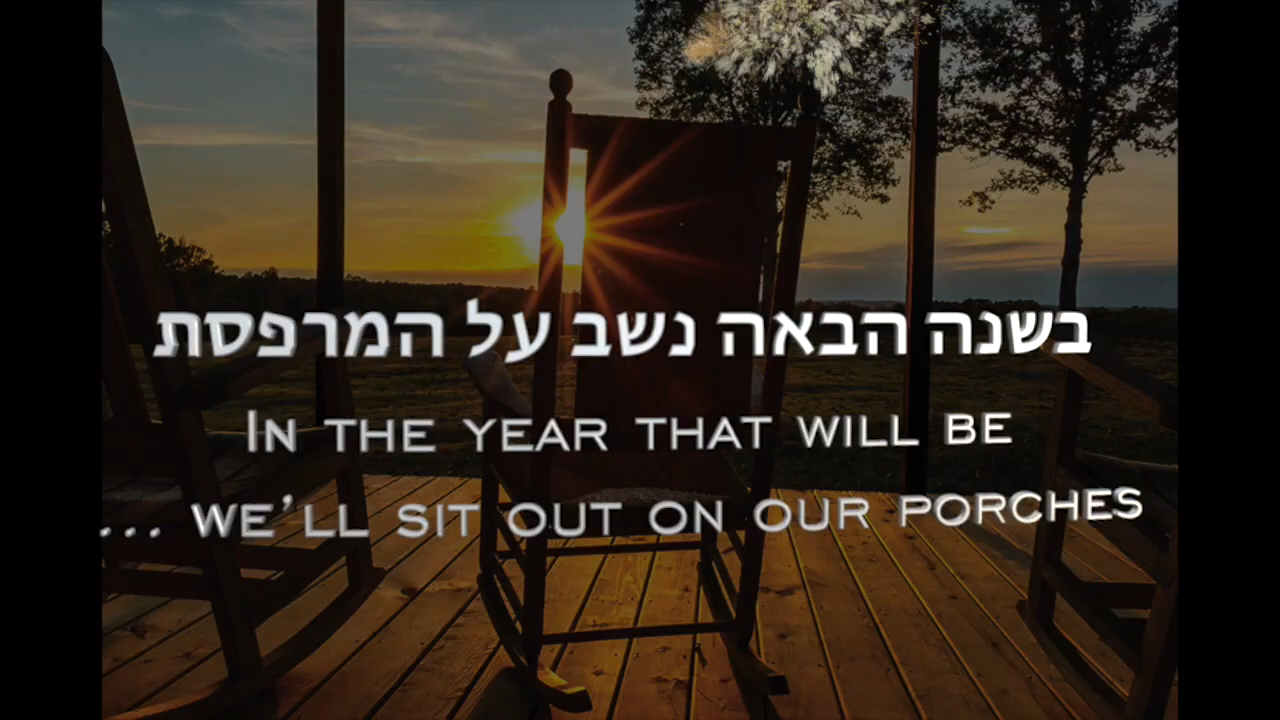 בשנה הבאה נשב על המרפסת
In the year that will be
... we'll sit out on our porches